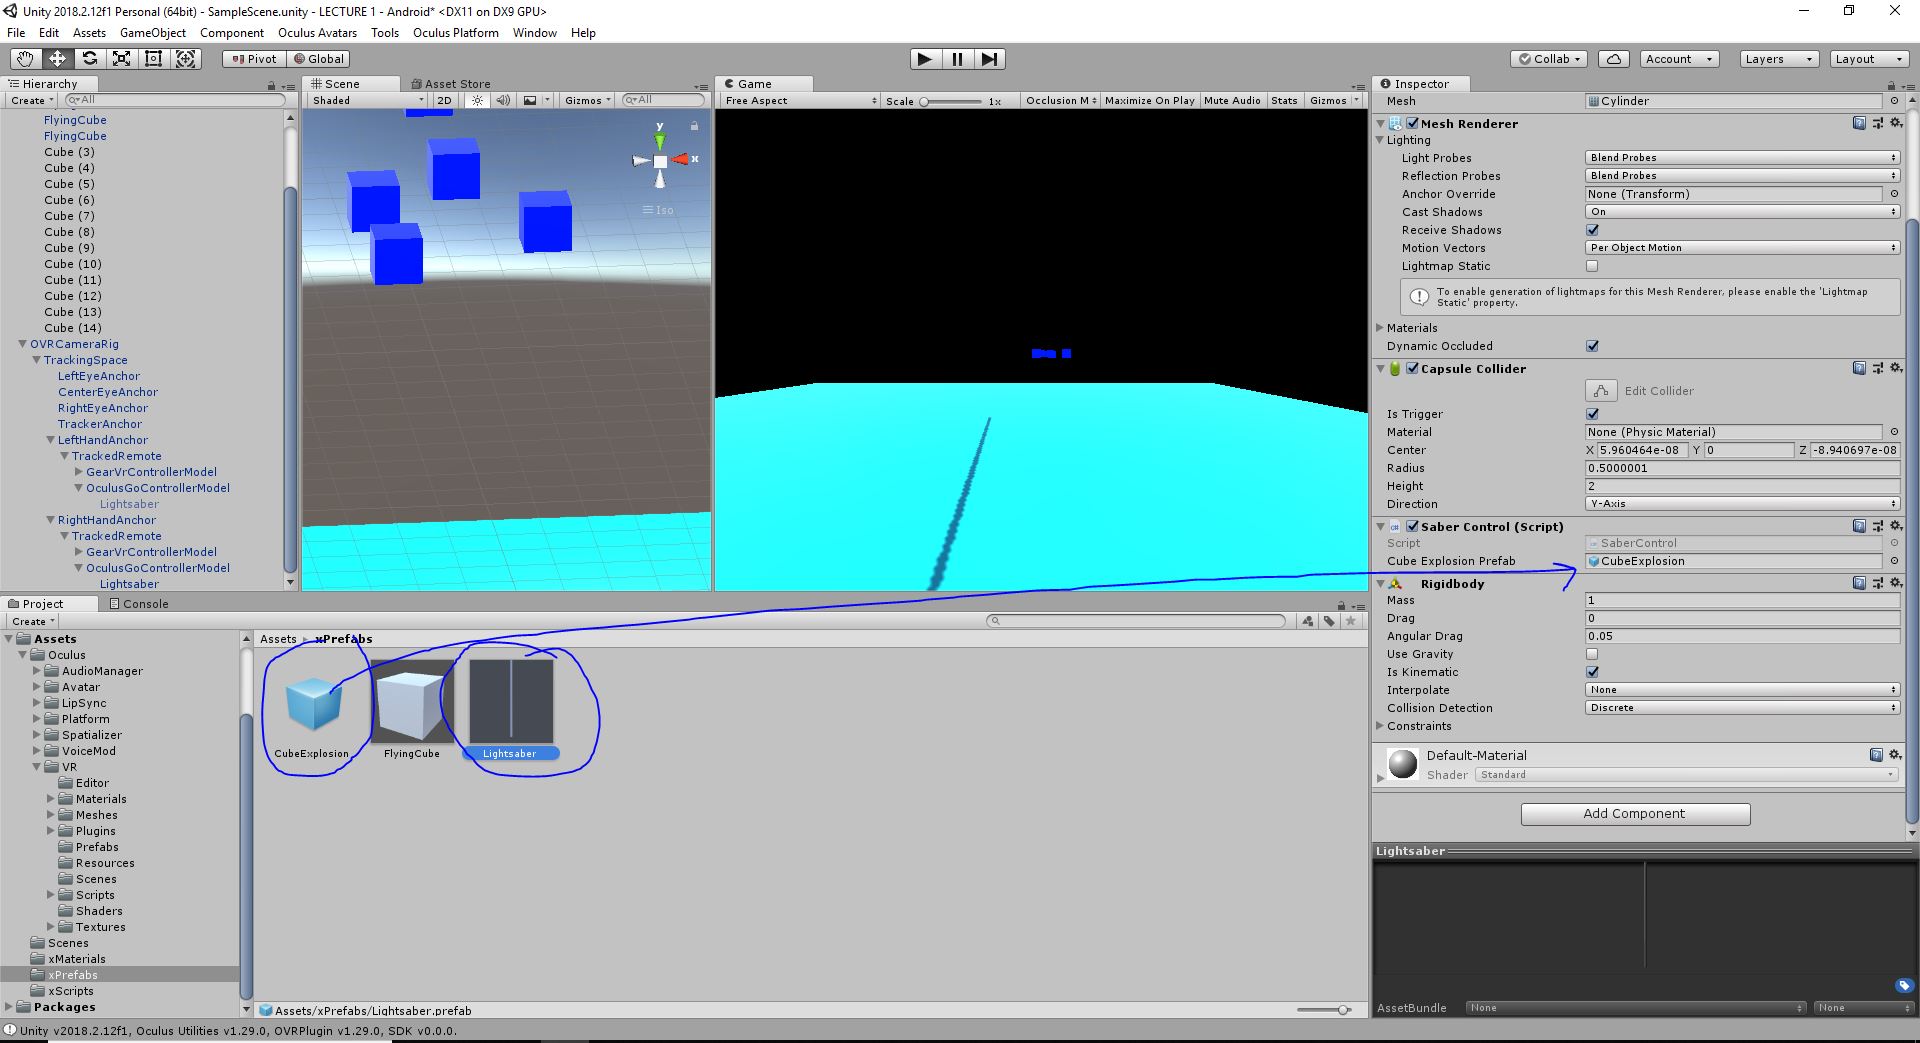 Unity 2018.2.12f1 Personal (64bit) - SampleScene.unity - LECTURE 1 - Android* <DX11 on DX9 GPU>
File Edit Assets GameObject Component Oculus Avatars Tools Oculus Platform Window Help
Pivot Global Collab Account Layers Layout
Hierarchy
Create All
FlyingCube
FlyingCube
Cube (3)
Cube (4)
Cube (5)
Cube (6)
Cube (7)
Cube (8)
Cube (9)
Cube (10)
Cube (11)
Cube (12)
Cube (13)
Cube (14)
OVRCameraRig
TrackingSpace
LeftEyeAnchor
CenterEyeAnchor
RightEyeAnchor
TrackerAnchor
LeftHandAnchor
TrackedRemote
GearVrControllerModel
OculusGoControllerModel
Lightsaber
RightHandAnchor
TrackedRemote
GearVrControllerModel
OculusGoControllerModel
Lightsaber
Scene Asset Store
Shaded 2D Gizmos All
y
x
Iso
Game
Free Aspect Scale 1x Occlusion M Maximize On Play Mute Audio Stats Gizmos
Inspector
Mesh Cylinder
Mesh Renderer
Lighting
Light Probes Blend Probes
Reflection Probes Blend Probes
Anchor Override None (Transform)
Cast Shadows On
Receive Shadows
Motion Vectors Per Object Motion
Lightmap Static
To enable generation of lightmaps for this Mesh Renderer, please enable the 'Lightmap
Static' property.
Materials
Dynamic Occluded
Capsule Collider
Edit Collider
Is Trigger
Material None (Physic Material)
Center X 5.960464e-08 Y 0 Z -8.940697e-08
Radius 0.5000001
Height 2
Direction Y-Axis
Saber Control (Script)
Script SaberControl
Cube Explosion Prefab CubeExplosion
Rigidbody
Mass 1
Drag 0
Angular Drag 0.05
Use Gravity
Is Kinematic
Interpolate None
Collision Detection Discrete
Constraints
Default-Material
Shader Standard
Add Component
Lightsaber
AssetBundle None None
Project Console
Create
Assets
Oculus
AudioManager
Avatar
LipSync
Platform
Spatializer
VoiceMod
VR
Editor
Materials
Meshes
Plugins
Prefabs
Resources
Scenes
Scripts
Shaders
Textures
Scenes
xMaterials
xPrefabs
xScripts
Packages
Assets xPrefabs
CubeExplosion FlyingCube Lightsaber
Assets/xPrefabs/Lightsaber.prefab
Unity v2018.2.12f1, Oculus Utilities v1.29.0, OVRPlugin v1.29.0, SDK v0.0.0.